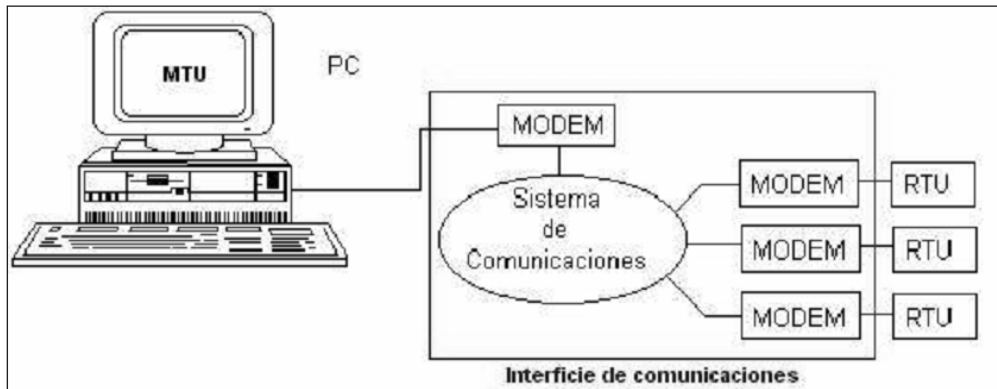 MTU
PC
MODEM
Sistema
de
Comunicaciones
MODEM
RTU
MODEM
RTU
MODEM
RTU
Interficie de comunicaciones